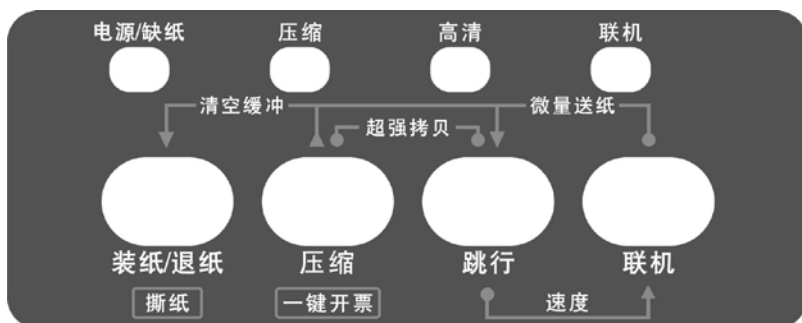 电源/缺纸 压缩 高清 联机
清空缓冲 微量送纸
超强拷贝
装纸/退纸 压缩 跳行 联机
撕纸 一键开票 速度